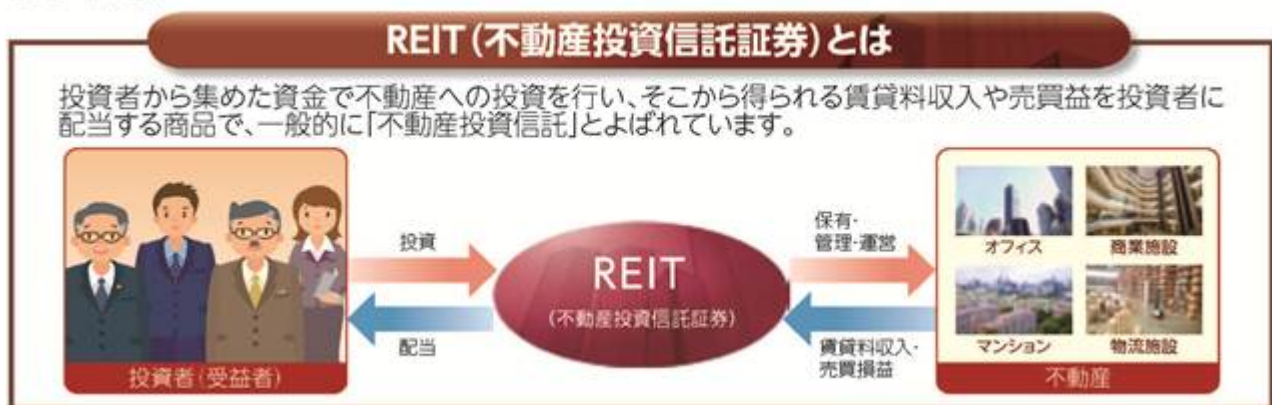 REIT(不動産投資信託証券)とは
投資者から集めた資金で不動産への投資を行い、そこから得られる賃貸料収入や売買益を投資者に
配当する商品で、一般的に「不動産投資信託」とよばれています。
投資
配当
投資者(受益者)
REIT
(不動産投資信託証券)
保有・
管理・運営
賃貸料収入・
売買損益
オフィス
商業施設
マンション
物流施設
不動産